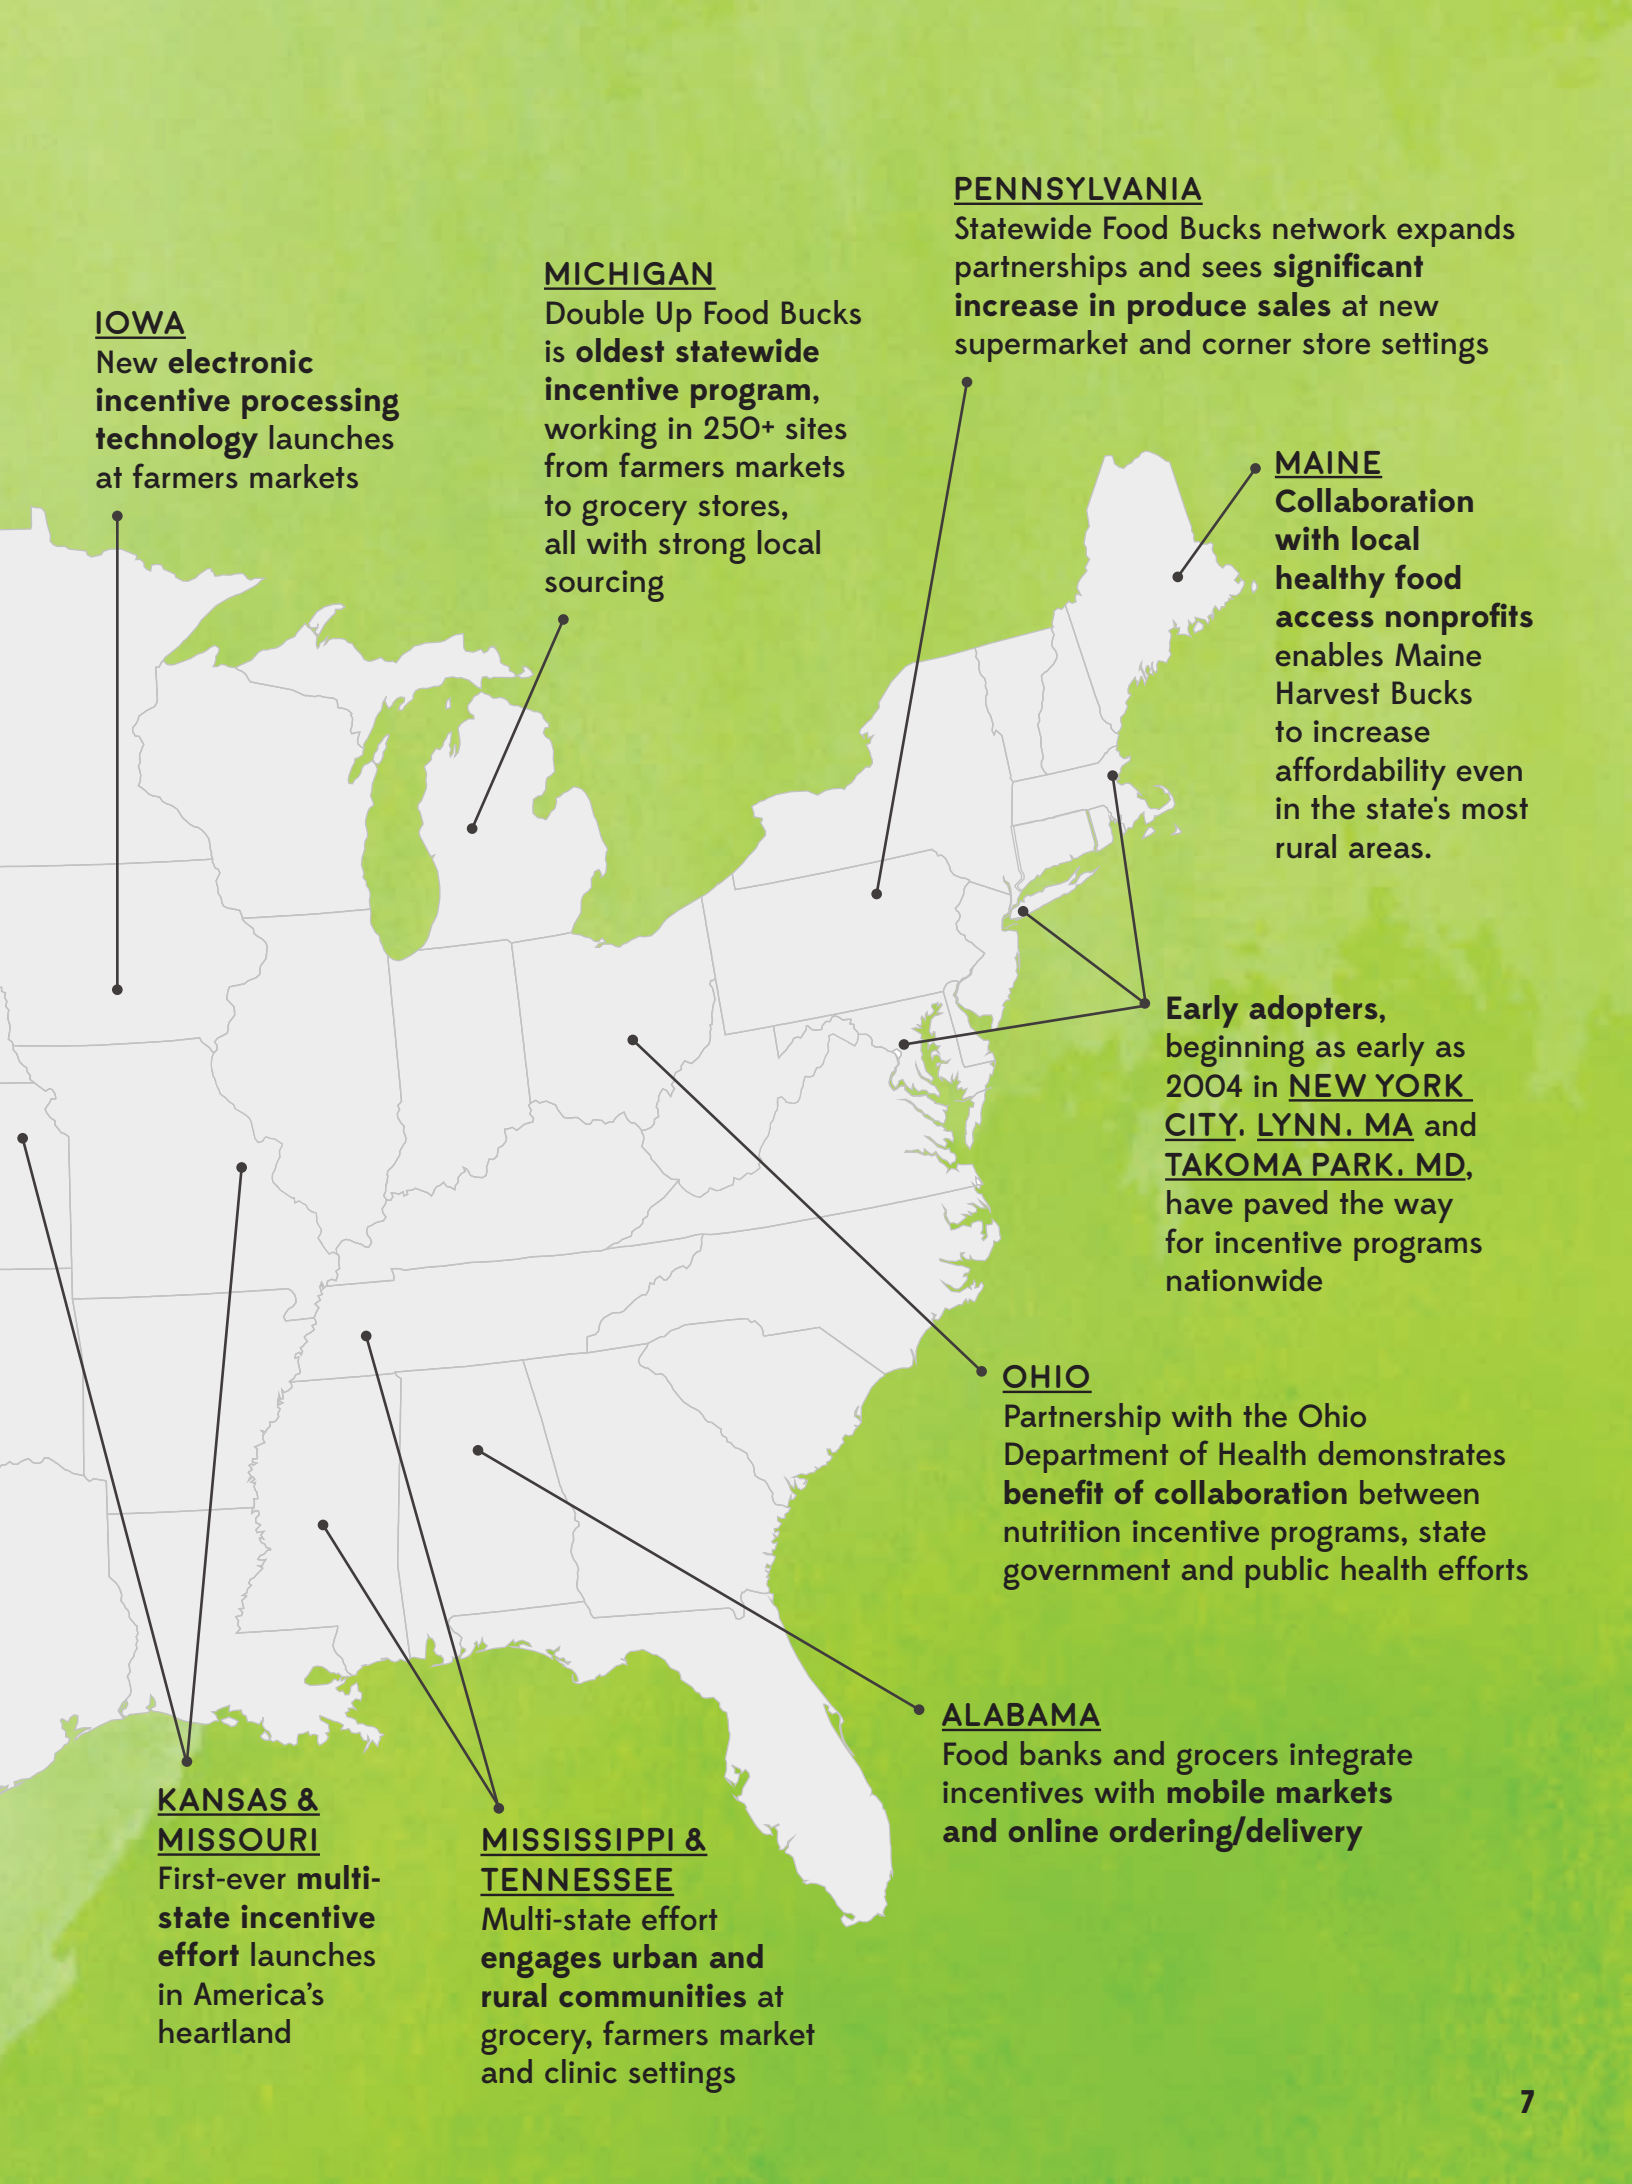 PENNSYLVANIA
Statewide Food Bucks network expands
partnerships and sees significant
increase in produce sales at new
supermarket and corner store settings
MICHIGAN
Double Up Food Bucks
is oldest statewide
incentive program,
working in 250+ sites
from farmers markets
to grocery stores,
all with strong local
sourcing
IOWA
New electronic
incentive processing
technology launches
at farmers markets
MAINE
Collaboration
with local
healthy food
access nonprofits
enables Maine
Harvest Bucks
to increase
affordability even
in the state's most
rural areas.
Early adopters,
beginning as early as
2004 in NEW YORK
CITY, LYNN, MA and
TAKOMA PARK, MD,
have paved the way
for incentive programs
nationwide
OHIO
Partnership with the Ohio
Department of Health demonstrates
benefit of collaboration between
nutrition incentive programs, state
government and public health efforts
ALABAMA
Food banks and grocers integrate
incentives with mobile markets
and online ordering/delivery
KANSAS &
MISSOURI
First-ever multi-
state incentive
effort launches
in America’s
heartland
MISSISSIPPI &
TENNESSEE
Multi-state effort
engages urban and
rural communities at
grocery, farmers market
and clinic settings
7